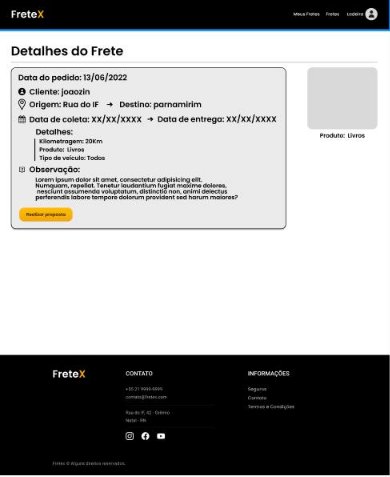 FreteX
Meus Fretes Fretes Ladeira
Detalhes do Frete
Data do pedido: 13/06/2022
Cliente: joaozin
Origem: Rua do IF → Destino: parnamirim
Data de coleta: XX/XX/XXXX → Data de entrega: XX/XX/XXXX
Detalhes:
Kilometragem: 20Km
Produto: Livros
Tipo de veículo: Todos
Observação:
Lorem ipsum dolor sit amet, consectetur adipisicing elit.
Numquam, repellat. Tenetur laudantium fugiat maxime dolores,
nesciunt assumenda voluptatum, distinctio non, animi delectus
perferendis labore tempore dolorum provident sed harum maiores?
Realizar proposta
Produto: Livros
FreteX
CONTATO
contato@fretex.com
Rua do IF, 42 - Centro
Natal - RN
INFORMAÇÕES
Seguros
Contato
Termos e Condições
Fretex © Alguns direitos reservados.